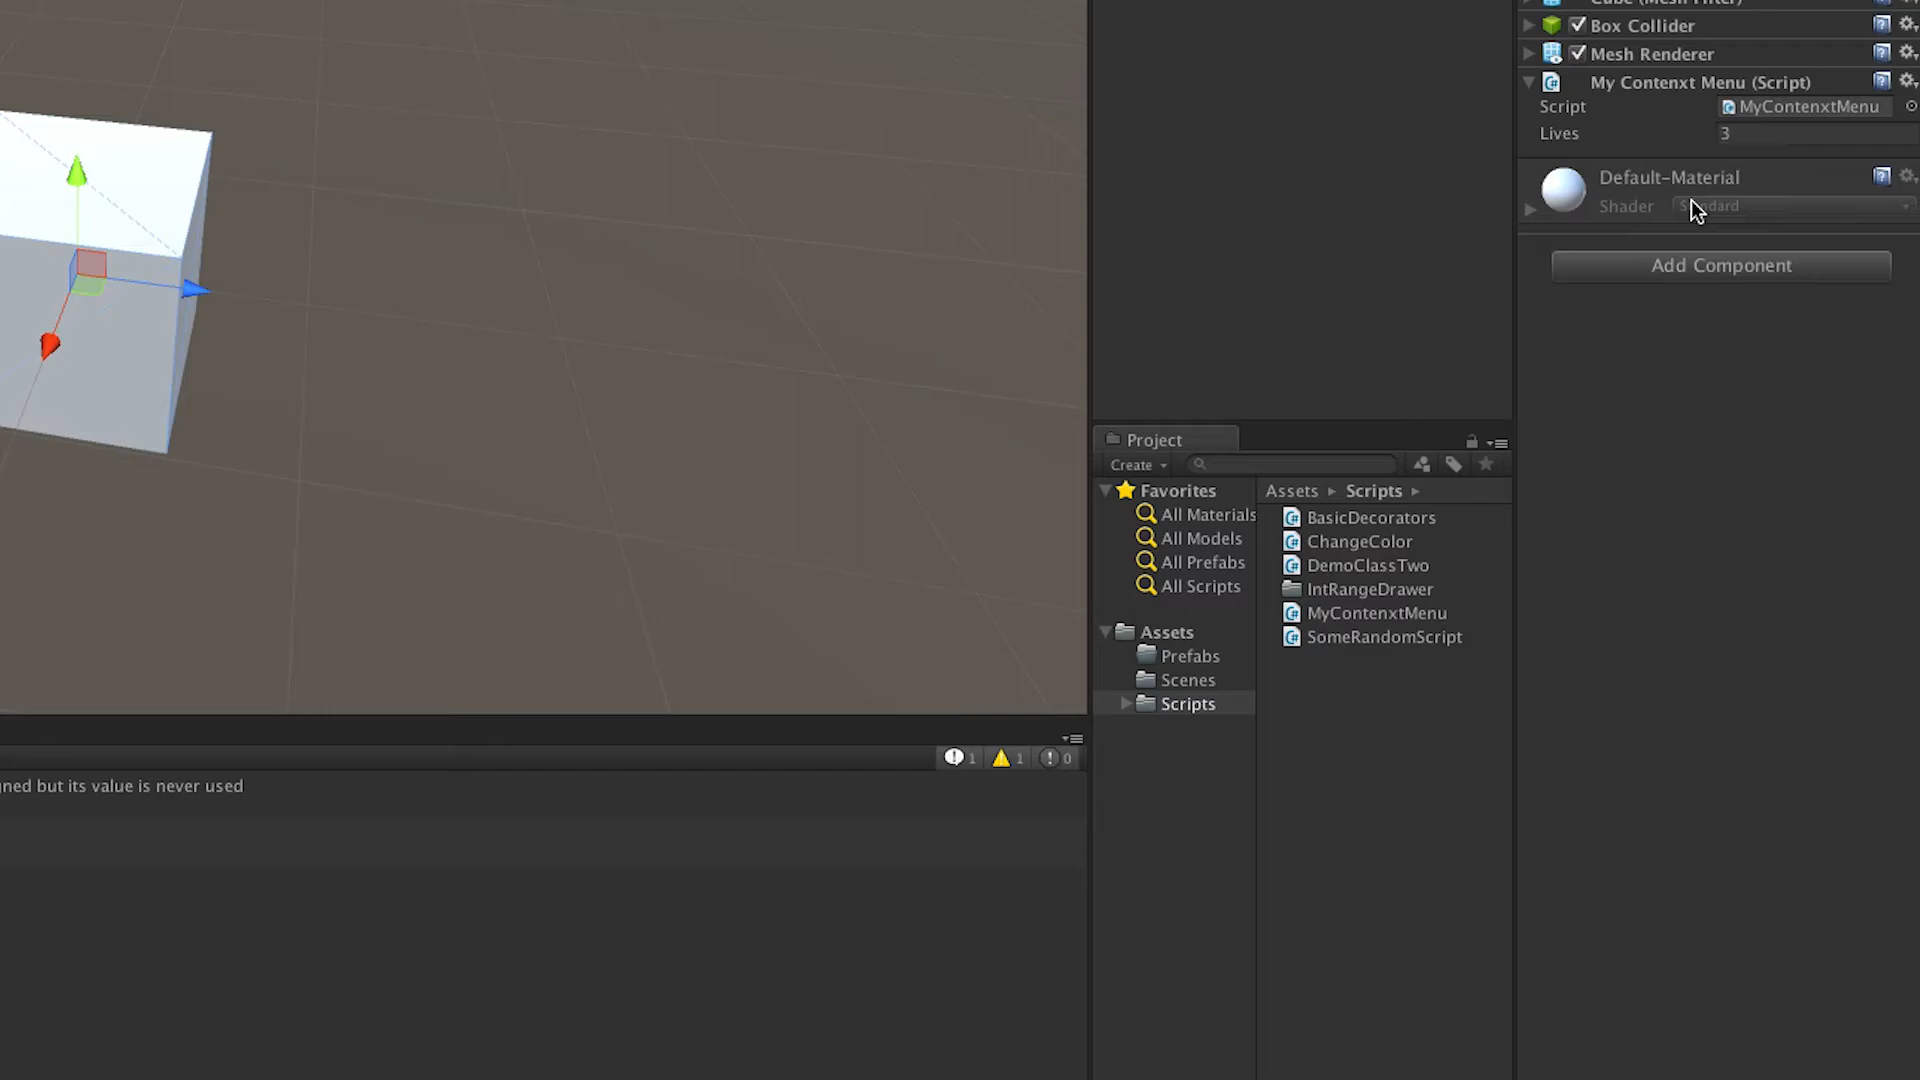 Box Collider
Mesh Renderer
My Contenxt Menu (Script)
Script
MyContenxtMenu
Lives
3
Default-Material
Shader
Add Component
Project
Create
Favorites
All Materials
All Models
All Prefabs
All Scripts
Assets
Prefabs
Scenes
Scripts
Assets
Scripts
BasicDecorators
ChangeColor
DemoClassTwo
IntRangeDrawer
MyContenxtMenu
SomeRandomScript
1
1
0
ned but its value is never used